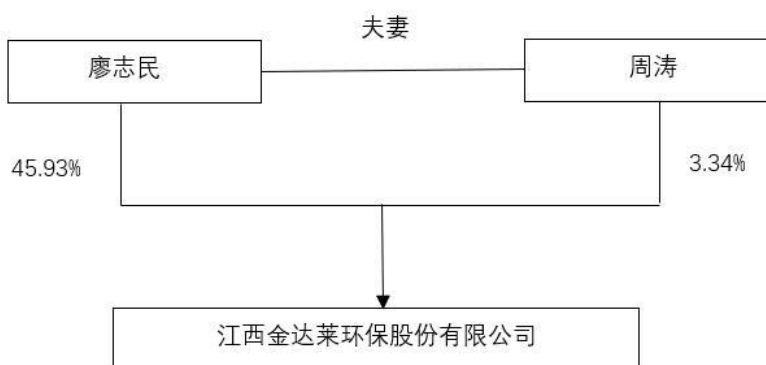 夫妻
廖志民
周涛
45.93%
3.34%
江西金达莱环保股份有限公司